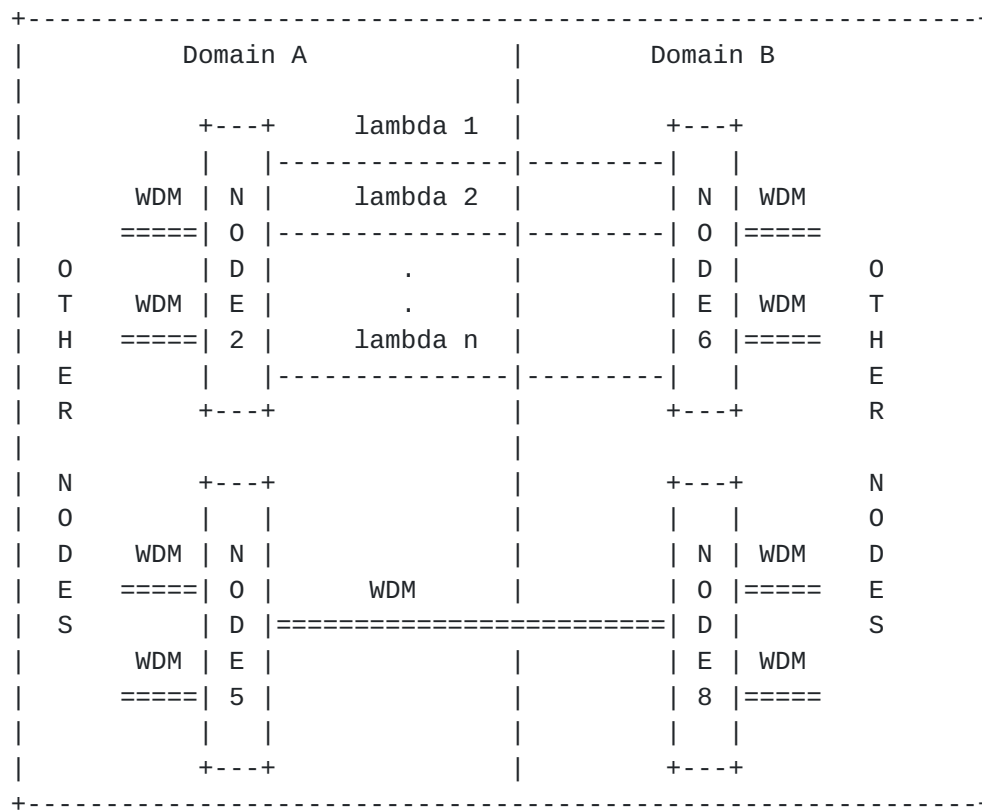 +-------------------------------------------------------------
|          Domain A             |        Domain B
|                               |
|           +---+     lambda 1  |         +---+
|           |   |---------------|---------|   |
|       WDM | N |     lambda 2  |         | N | WDM
|      =====| O |---------------|---------| O |=====
|  O        | D |        .      |         | D |        O
|  T    WDM | E |        .      |         | E | WDM    T
|  H   =====| 2 |     lambda n  |         | 6 |=====   H
|  E        |   |---------------|---------|   |        E
|  R        +---+               |         +---+        R
|                               |
|  N        +---+               |         +---+        N
|  O        |   |               |         |   |        O
|  D    WDM | N |               |         | N | WDM    D
|  E   =====| O |      WDM      |         | O |=====   E
|  S        | D |=========================| D |        S
|       WDM | E |               |         | E | WDM
|      =====| 5 |               |         | 8 |=====
|           |   |               |         |   |
|           +---+               |         +---+
+-------------------------------------------------------------